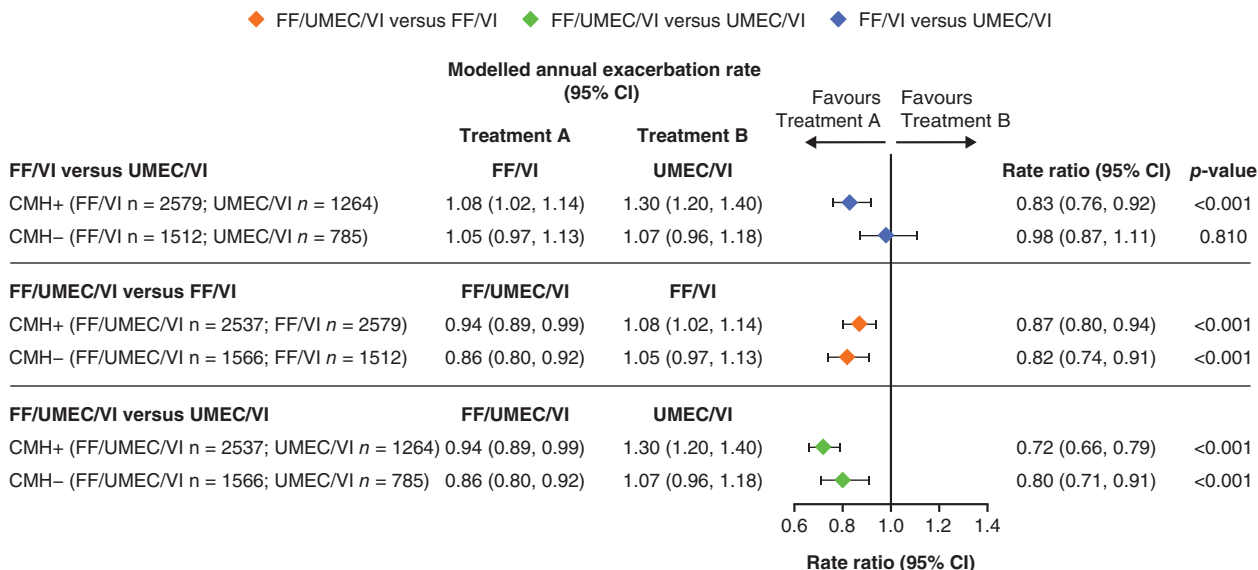 FF/UMEC/VI versus FF/VI FF/UMEC/VI versus UMEC/VI FF/VI versus UMEC/VI
Modelled annual exacerbation rate
(95% CI)
Favours Favours
Treatment A Treatment B
Treatment A Treatment B
FF/VI versus UMEC/VI FF/VI UMEC/VI Rate ratio (95% CI) p-value
CMH+ (FF/VI n = 2579; UMEC/VI n = 1264) 1.08 (1.02, 1.14) 1.30 (1.20, 1.40) 0.83 (0.76, 0.92) <0.001
CMH− (FF/VI n = 1512; UMEC/VI n = 785) 1.05 (0.97, 1.13) 1.07 (0.96, 1.18) 0.98 (0.87, 1.11) 0.810
FF/UMEC/VI versus FF/VI FF/UMEC/VI FF/VI
CMH+ (FF/UMEC/VI n = 2537; FF/VI n = 2579) 0.94 (0.89, 0.99) 1.08 (1.02, 1.14) 0.87 (0.80, 0.94) <0.001
CMH− (FF/UMEC/VI n = 1566; FF/VI n = 1512) 0.86 (0.80, 0.92) 1.05 (0.97, 1.13) 0.82 (0.74, 0.91) <0.001
FF/UMEC/VI versus UMEC/VI FF/UMEC/VI UMEC/VI
CMH+ (FF/UMEC/VI n = 2537; UMEC/VI n = 1264) 0.94 (0.89, 0.99) 1.30 (1.20, 1.40) 0.72 (0.66, 0.79) <0.001
CMH− (FF/UMEC/VI n = 1566; UMEC/VI n = 785) 0.86 (0.80, 0.92) 1.07 (0.96, 1.18) 0.80 (0.71, 0.91) <0.001
0.6 0.8 1.0 1.2 1.4
Rate ratio (95% CI)